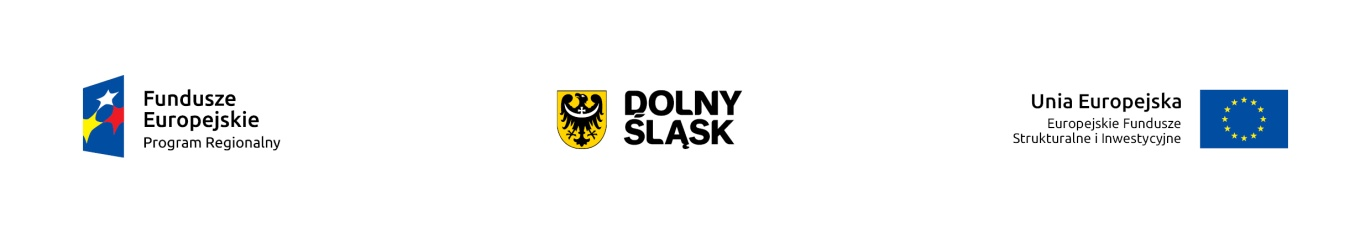 Fundusze
Europejskie
Program Regionalny
DOLNY
ŚLĄSK
Unia Europejska
Europejskie Fundusze
Strukturalne i Inwestycyjne